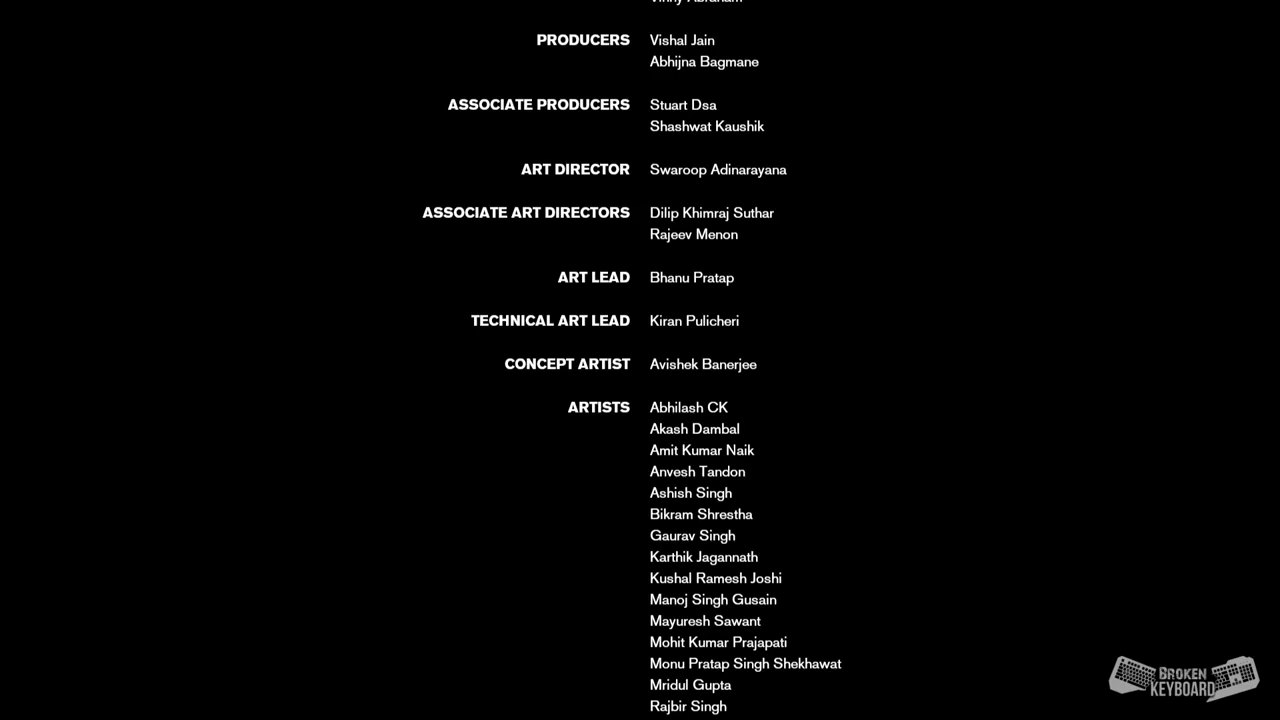 Vinny Abraham
PRODUCERS Vishal Jain
Abhijna Bagmane
ASSOCIATE PRODUCERS Stuart Dsa
Shashwat Kaushik
ART DIRECTOR Swaroop Adinarayana
ASSOCIATE ART DIRECTORS Dilip Khimraj Suthar
Rajeev Menon
ART LEAD Bhanu Pratap
TECHNICAL ART LEAD Kiran Pulicheri
CONCEPT ARTIST Avishek Banerjee
ARTISTS Abhilash CK
Akash Dambal
Amit Kumar Naik
Anvesh Tandon
Ashish Singh
Bikram Shrestha
Gaurav Singh
Karthik Jagannath
Kushal Ramesh Joshi
Manoj Singh Gusain
Mayuresh Sawant
Mohit Kumar Prajapati
Monu Pratap Singh Shekhawat
Mridul Gupta
Rajbir Singh
BROKEN
KEYBOARD